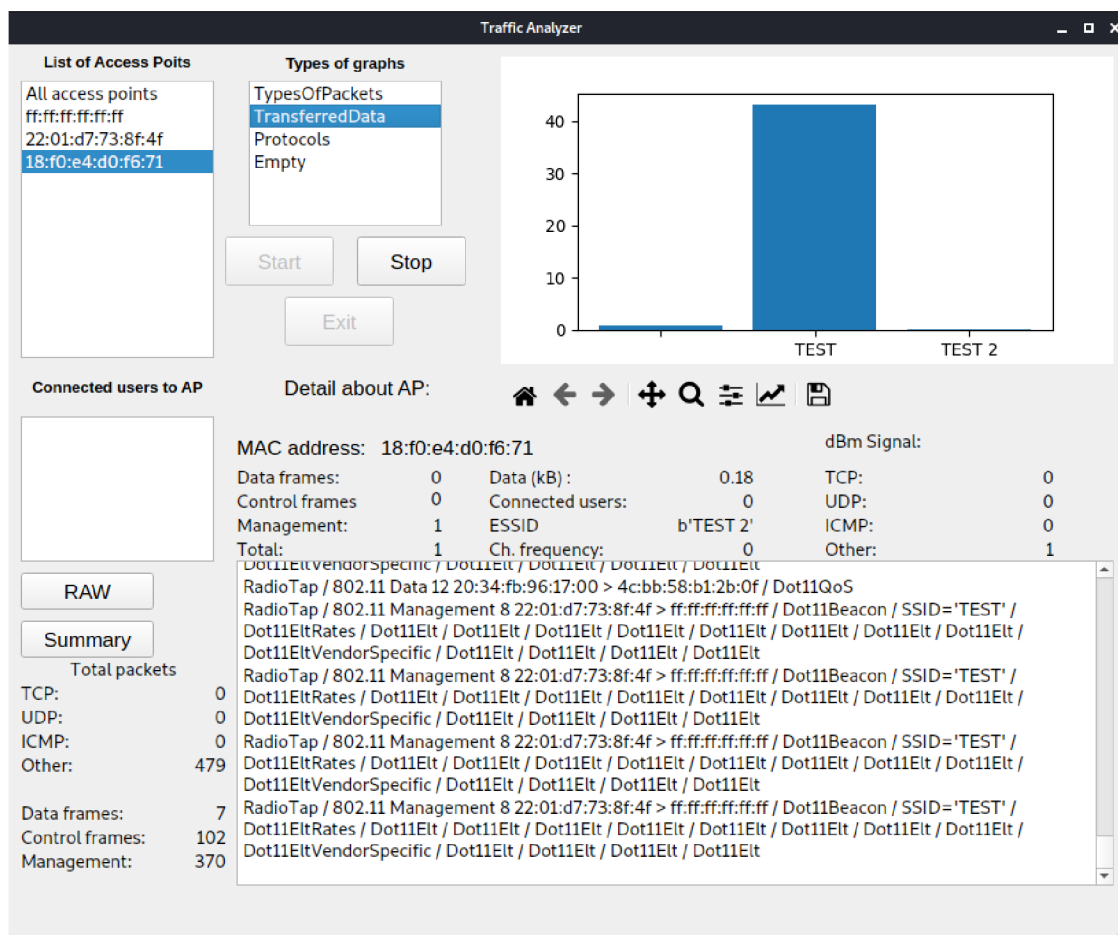 Traffic Analyzer
List of Access Poits
All access points
ff:ff:ff:ff:ff:ff
22:01:d7:73:8f:4f
18:f0:e4:d0:f6:71
Types of graphs
TypesOfPackets
TransferredData
Protocols
Empty
Start
Stop
Exit
40
30
20
10
0
TEST
TEST 2
Connected users to AP
Detail about AP:
MAC address: 18:f0:e4:d0:f6:71
dBm Signal:
Data frames: 0 Data (kB) : 0.18 TCP: 0
Control frames 0 Connected users: 0 UDP: 0
Management: 1 ESSID b'TEST 2' ICMP: 0
Total: 1 Ch. frequency: 0 Other: 1
Dot11EltVendorSpecific / Dot11Elt / Dot11Elt / Dot11Elt / Dot11Elt
RadioTap / 802.11 Data 12 20:34:fb:96:17:00 > 4c:bb:58:b1:2b:0f / Dot11QoS
RadioTap / 802.11 Management 8 22:01:d7:73:8f:4f > ff:ff:ff:ff:ff:ff / Dot11Beacon / SSID='TEST' /
Dot11EltRates / Dot11Elt / Dot11Elt / Dot11Elt / Dot11Elt / Dot11Elt / Dot11Elt / Dot11Elt / Dot11Elt /
Dot11EltVendorSpecific / Dot11Elt / Dot11Elt / Dot11Elt / Dot11Elt
RadioTap / 802.11 Management 8 22:01:d7:73:8f:4f > ff:ff:ff:ff:ff:ff / Dot11Beacon / SSID='TEST' /
Dot11EltRates / Dot11Elt / Dot11Elt / Dot11Elt / Dot11Elt / Dot11Elt / Dot11Elt / Dot11Elt / Dot11Elt /
Dot11EltVendorSpecific / Dot11Elt / Dot11Elt / Dot11Elt / Dot11Elt
RadioTap / 802.11 Management 8 22:01:d7:73:8f:4f > ff:ff:ff:ff:ff:ff / Dot11Beacon / SSID='TEST' /
Dot11EltRates / Dot11Elt / Dot11Elt / Dot11Elt / Dot11Elt / Dot11Elt / Dot11Elt / Dot11Elt / Dot11Elt /
Dot11EltVendorSpecific / Dot11Elt / Dot11Elt / Dot11Elt / Dot11Elt
RadioTap / 802.11 Management 8 22:01:d7:73:8f:4f > ff:ff:ff:ff:ff:ff / Dot11Beacon / SSID='TEST' /
Dot11EltRates / Dot11Elt / Dot11Elt / Dot11Elt / Dot11Elt / Dot11Elt / Dot11Elt / Dot11Elt / Dot11Elt /
Dot11EltVendorSpecific / Dot11Elt / Dot11Elt / Dot11Elt / Dot11Elt
RAW
Summary
Total packets
TCP: 0
UDP: 0
ICMP: 0
Other: 479
Data frames: 7
Control frames: 102
Management: 370